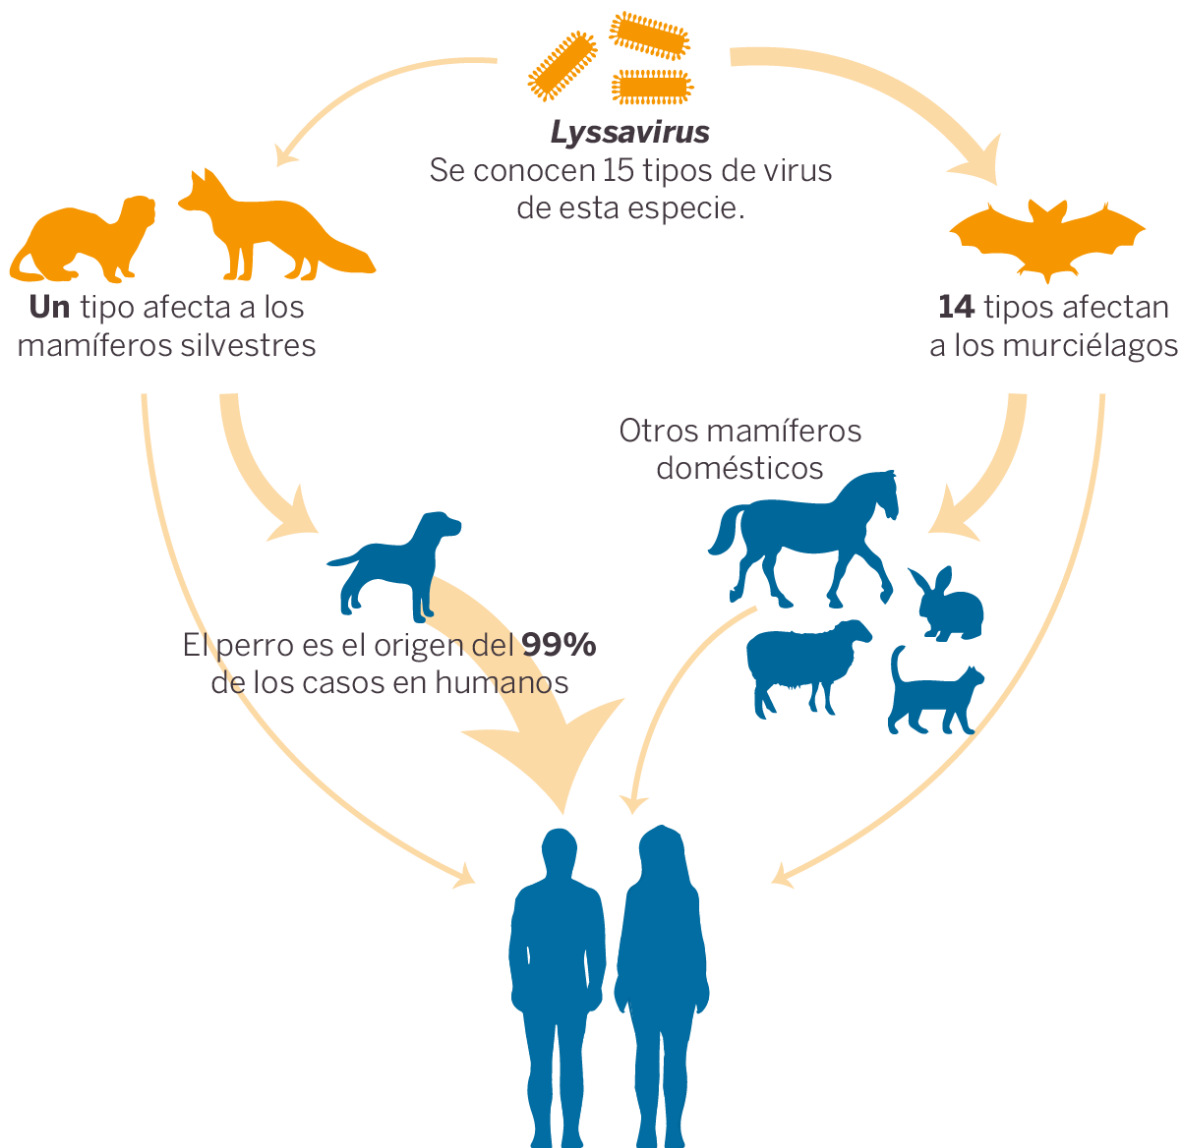 Lyssavirus
Se conocen 15 tipos de virus
de esta especie.
Un tipo afecta a los
mamíferos silvestres
14 tipos afectan
a los murciélagos
Otros mamíferos
domésticos
El perro es el origen del 99%
de los casos en humanos